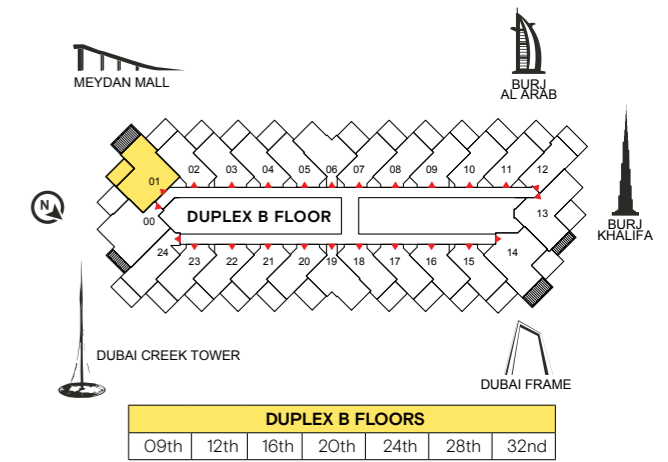 MEYDAN MALL
BURJ
AL ARAB
BURJ
KHALIFA
N
01
02
03
04
05
06
07
08
09
10
11
12
13
00
DUPLEX B FLOOR
24
23
22
21
20
19
18
17
16
15
14
DUBAI CREEK TOWER
DUBAI FRAME
DUPLEX B FLOORS
09th 12th 16th 20th 24th 28th 32nd